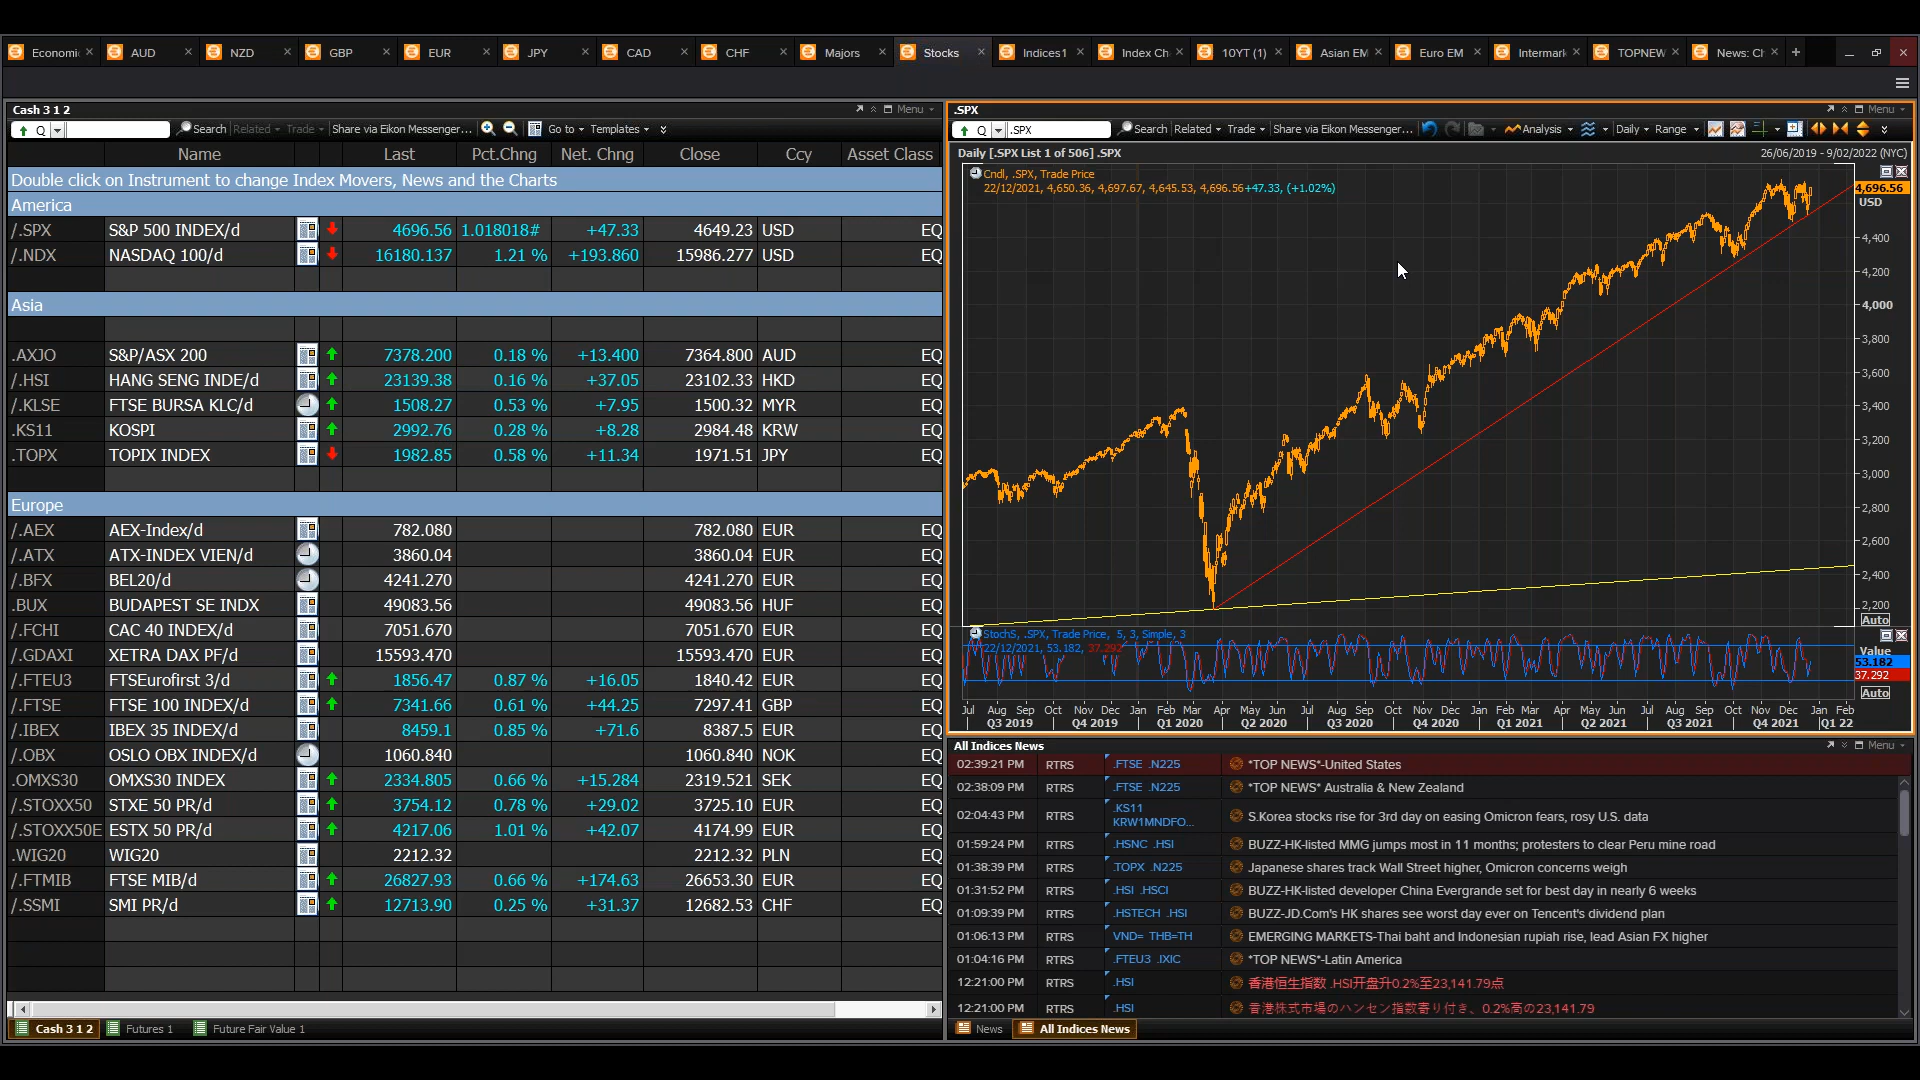 Economi AUD NZD GBP EUR JPY CAD CHF Majors Stocks Indices1 Index Ch 10YT (1) Asian EM Euro EM Intermark TOPNEW News: Ch
Cash 3 1 2 Menu
Q Search Related Trade Share via Eikon Messenger... Go to Templates
Name Last Pct.Chng Net. Chng Close Ccy Asset Class
Double click on Instrument to change Index Movers, News and the Charts
America
/.SPX S&P 500 INDEX/d 4696.56 1.018018# +47.33 4649.23 USD EQ
/.NDX NASDAQ 100/d 16180.137 1.21 % +193.860 15986.277 USD EQ
Asia
.AXJO S&P/ASX 200 7378.200 0.18 % +13.400 7364.800 AUD EQ
/.HSI HANG SENG INDE/d 23139.38 0.16 % +37.05 23102.33 HKD EQ
/.KLSE FTSE BURSA KLC/d 1508.27 0.53 % +7.95 1500.32 MYR EQ
.KS11 KOSPI 2992.76 0.28 % +8.28 2984.48 KRW EQ
.TOPX TOPIX INDEX 1982.85 0.58 % +11.34 1971.51 JPY EQ
Europe
/.AEX AEX-Index/d 782.080 782.080 EUR EQ
/.ATX ATX-INDEX VIEN/d 3860.04 3860.04 EUR EQ
/.BFX BEL20/d 4241.270 4241.270 EUR EQ
.BUX BUDAPEST SE INDX 49083.56 49083.56 HUF EQ
/.FCHI CAC 40 INDEX/d 7051.670 7051.670 EUR EQ
/.GDAXI XETRA DAX PF/d 15593.470 15593.470 EUR EQ
/.FTEU3 FTSEurofirst 3/d 1856.47 0.87 % +16.05 1840.42 EUR EQ
/.FTSE FTSE 100 INDEX/d 7341.66 0.61 % +44.25 7297.41 GBP EQ
/.IBEX IBEX 35 INDEX/d 8459.1 0.85 % +71.6 8387.5 EUR EQ
/.OBX OSLO OBX INDEX/d 1060.840 1060.840 NOK EQ
.OMXS30 OMXS30 INDEX 2334.805 0.66 % +15.284 2319.521 SEK EQ
/.STOXX50 STXE 50 PR/d 3754.12 0.78 % +29.02 3725.10 EUR EQ
/.STOXX50E ESTX 50 PR/d 4217.06 1.01 % +42.07 4174.99 EUR EQ
.WIG20 WIG20 2212.32 2212.32 PLN EQ
/.FTMIB FTSE MIB/d 26827.93 0.66 % +174.63 26653.30 EUR EQ
/.SSMI SMI PR/d 12713.90 0.25 % +31.37 12682.53 CHF EQ
Cash 3 1 2 Futures 1 Future Fair Value 1
.SPX Menu
Q .SPX Search Related Trade Share via Eikon Messenger... Analysis Daily Range
Daily [.SPX List 1 of 506] .SPX 26/06/2019 - 9/02/2022 (NYC)
Cndl, .SPX, Trade Price
22/12/2021, 4,650.36, 4,697.67, 4,645.53, 4,696.56 +47.33, (+1.02%)
4,696.56
USD
4,400
4,200
4,000
3,800
3,600
3,400
3,200
3,000
2,800
2,600
2,400
2,200
Auto
StochS, .SPX, Trade Price, 5, 3, Simple, 3
22/12/2021, 53.182, 37.292
Value
53.182
37.292
Auto
Jul Aug Sep Oct Nov Dec Jan Feb Mar Apr May Jun Jul Aug Sep Oct Nov Dec Jan Feb Mar Apr May Jun Jul Aug Sep Oct Nov Dec Jan Feb
Q3 2019 Q4 2019 Q1 2020 Q2 2020 Q3 2020 Q4 2020 Q1 2021 Q2 2021 Q3 2021 Q4 2021 Q1 22
All Indices News Menu
02:39:21 PM RTRS .FTSE .N225 *TOP NEWS*-United States
02:38:09 PM RTRS .FTSE .N225 *TOP NEWS* Australia & New Zealand
02:04:43 PM RTRS .KS11 KRW1MNDFO... S.Korea stocks rise for 3rd day on easing Omicron fears, rosy U.S. data
01:59:24 PM RTRS .HSNC .HSI BUZZ-HK-listed MMG jumps most in 11 months; protesters to clear Peru mine road
01:38:39 PM RTRS .TOPX .N225 Japanese shares track Wall Street higher, Omicron concerns weigh
01:31:52 PM RTRS .HSI .HSCI BUZZ-HK-listed developer China Evergrande set for best day in nearly 6 weeks
01:09:39 PM RTRS .HSTECH .HSI BUZZ-JD.Com's HK shares see worst day ever on Tencent's dividend plan
01:06:13 PM RTRS VND= THB=TH EMERGING MARKETS-Thai baht and Indonesian rupiah rise, lead Asian FX higher
01:04:16 PM RTRS .FTEU3 .IXIC *TOP NEWS*-Latin America
12:21:00 PM RTRS .HSI 香港恒生指数 .HSI开盘升0.2%至23,141.79点
12:21:00 PM RTRS .HSI 香港株式市場のハンセン指数寄り付き、0.2%高の23,141.79
News All Indices News